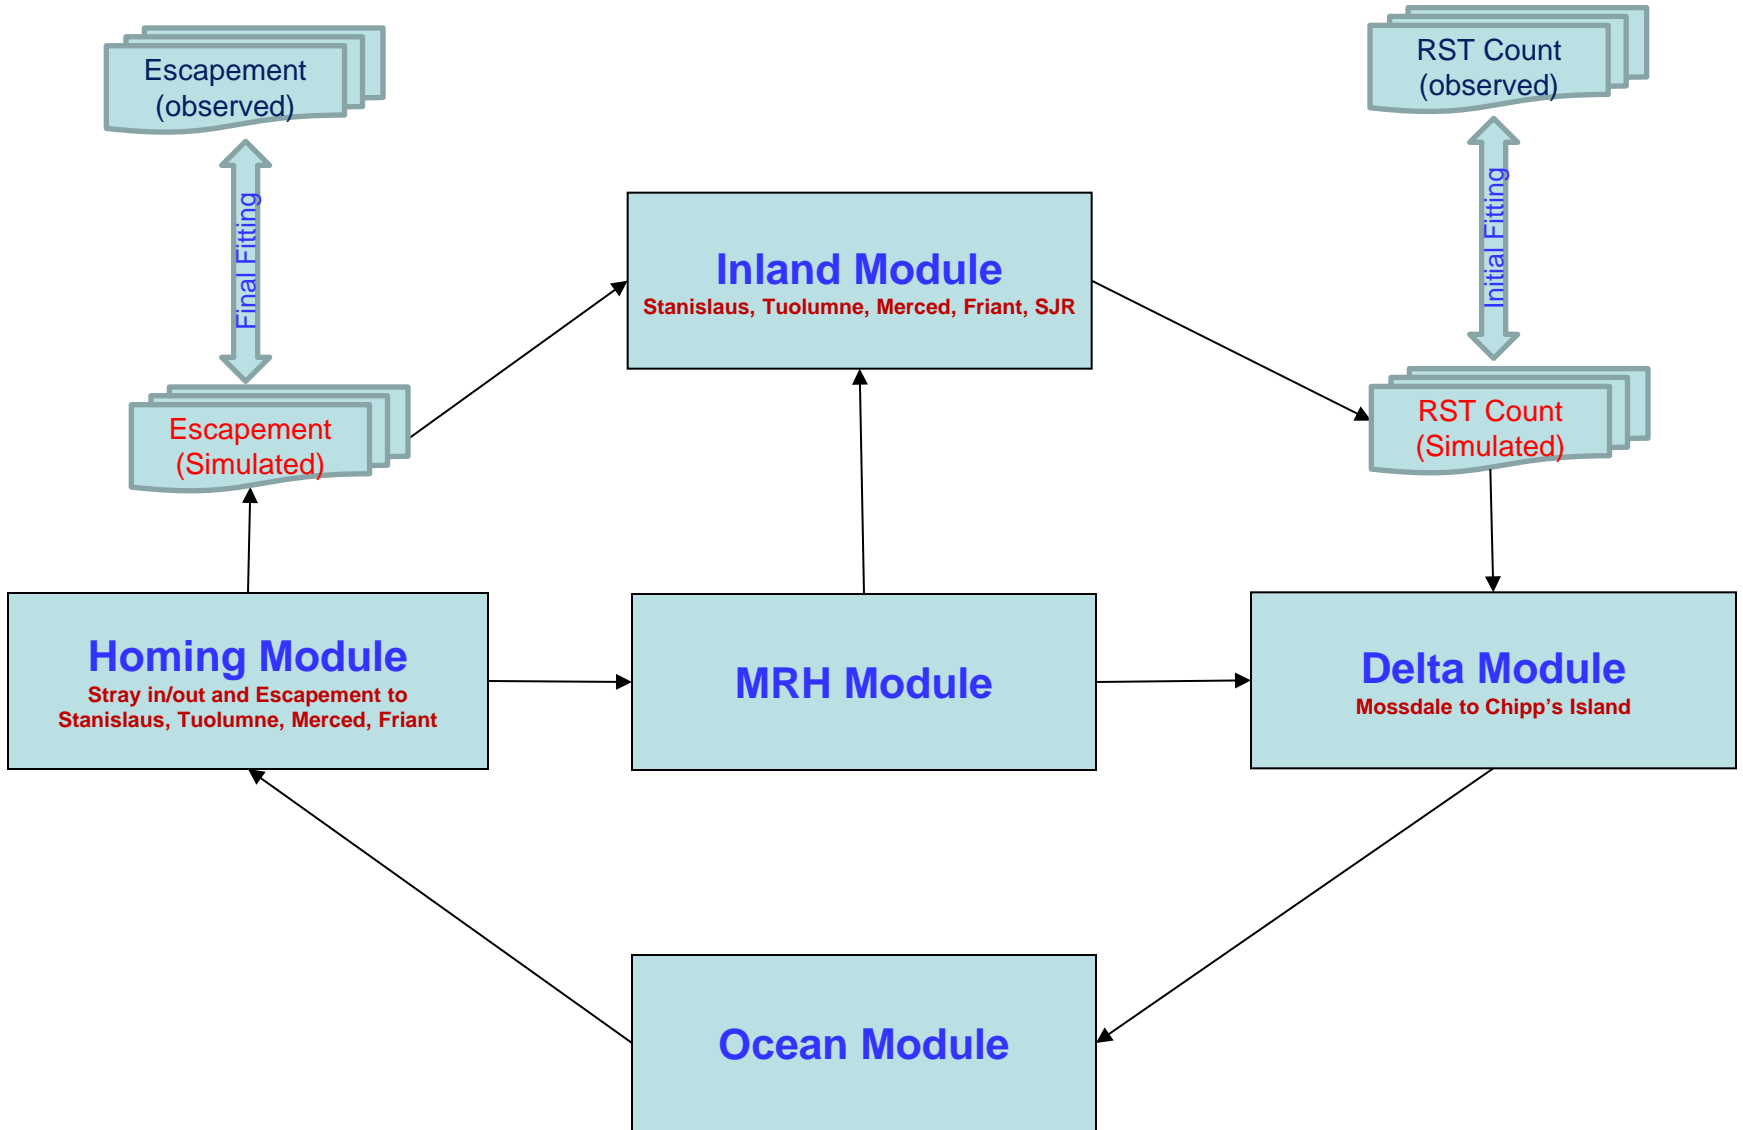 Escapement
(observed)
RST Count
(observed)
Final Fitting
Initial Fitting
Inland Module
Stanislaus, Tuolumne, Merced, Friant, SJR
Escapement
(Simulated)
RST Count
(Simulated)
Homing Module
Stray in/out and Escapement to
Stanislaus, Tuolumne, Merced, Friant
MRH Module
Delta Module
Mossdale to Chipp's Island
Ocean Module